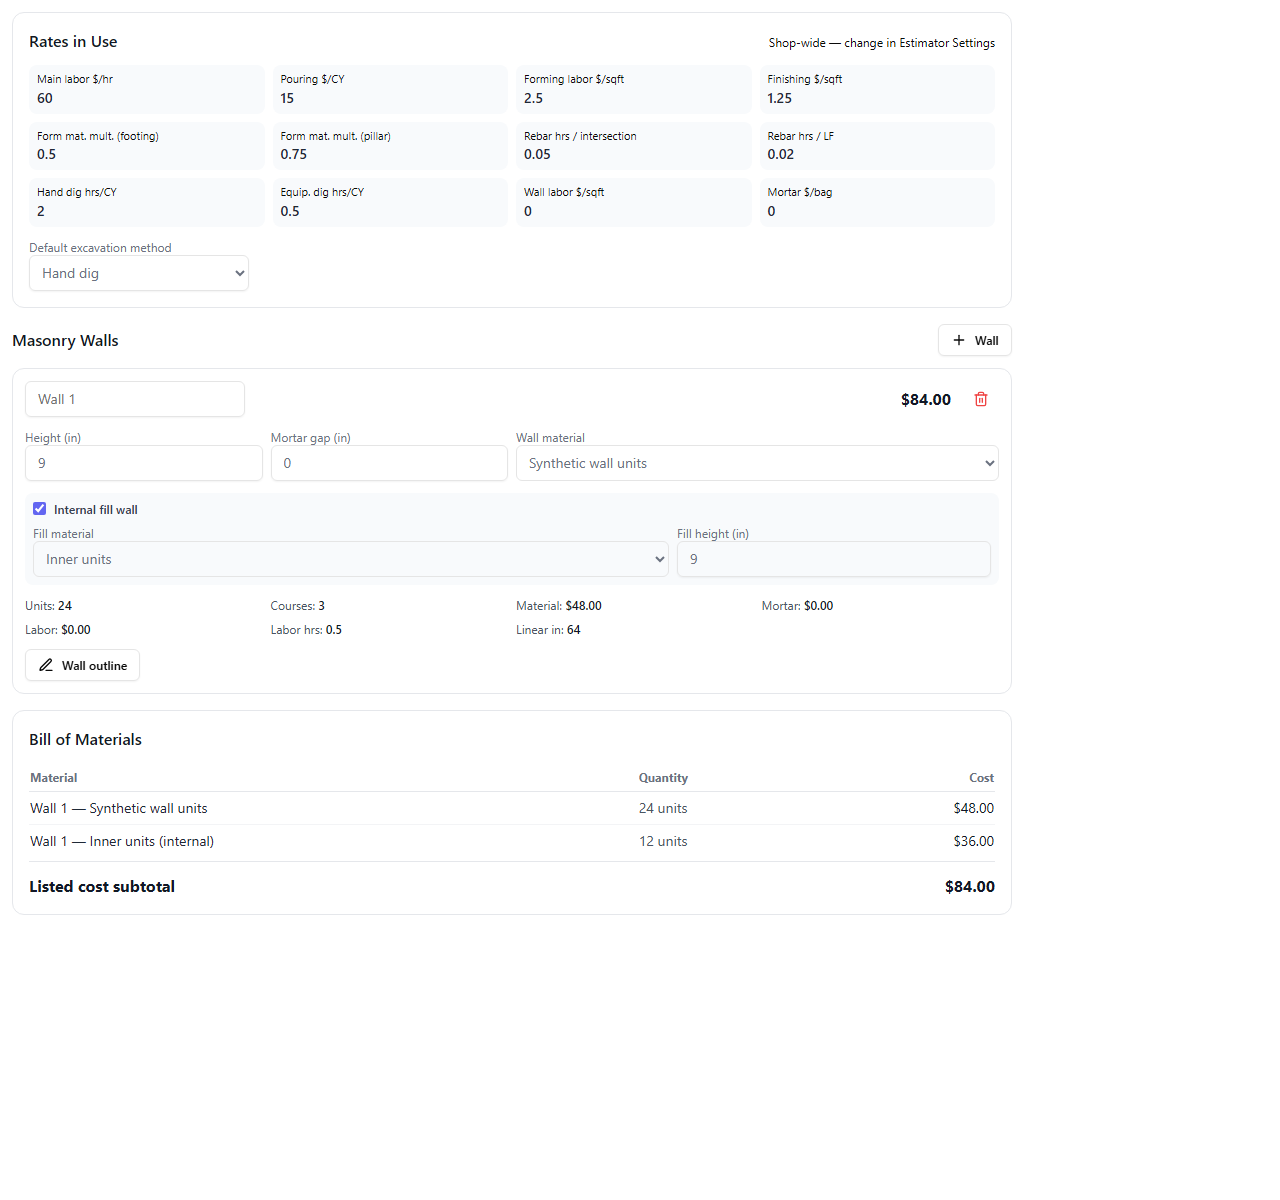 Rates in Use
Shop-wide — change in Estimator Settings
Main labor $/hr
60
Pouring $/CY
15
Forming labor $/sqft
2.5
Finishing $/sqft
1.25
Form mat. mult. (footing)
0.5
Form mat. mult. (pillar)
0.75
Rebar hrs / intersection
0.05
Rebar hrs / LF
0.02
Hand dig hrs/CY
2
Equip. dig hrs/CY
0.5
Wall labor $/sqft
0
Mortar $/bag
0
Default excavation method
Hand dig
Masonry Walls
Wall
Wall 1
$84.00
Height (in)
9
Mortar gap (in)
0
Wall material
Synthetic wall units
Internal fill wall
Fill material
Inner units
Fill height (in)
9
Units: 24
Courses: 3
Material: $48.00
Mortar: $0.00
Labor: $0.00
Labor hrs: 0.5
Linear in: 64
Wall outline
Bill of Materials
Material Quantity Cost
Wall 1 — Synthetic wall units 24 units $48.00
Wall 1 — Inner units (internal) 12 units $36.00
Listed cost subtotal $84.00